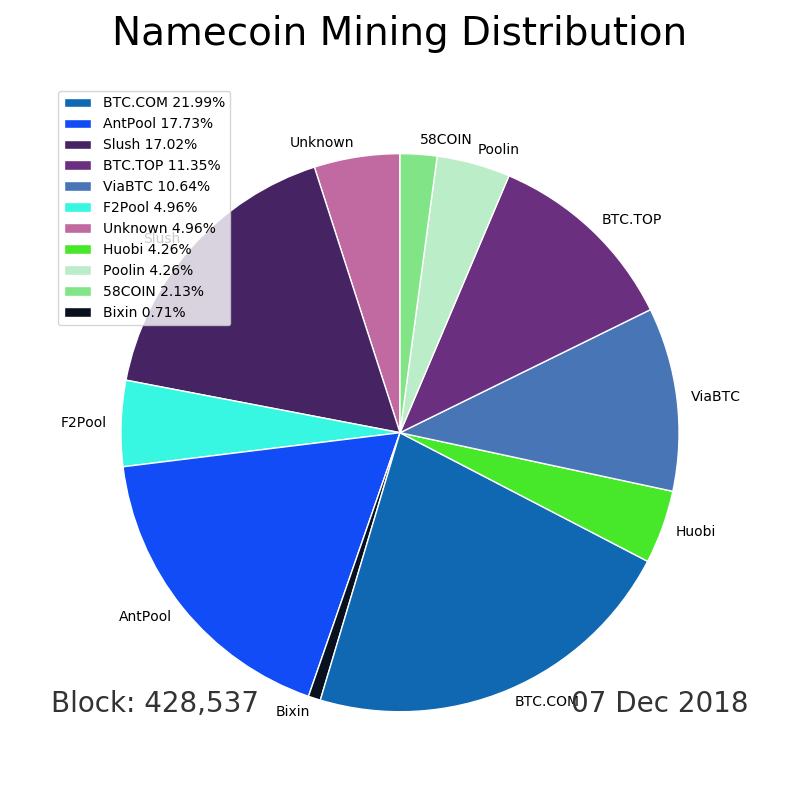 Namecoin Mining Distribution
BTC.COM 21.99%
AntPool 17.73%
Slush 17.02%
BTC.TOP 11.35%
ViaBTC 10.64%
F2Pool 4.96%
Unknown 4.96%
Huobi 4.26%
Poolin 4.26%
58COIN 2.13%
Bixin 0.71%
58COIN
Poolin
Unknown
BTC.TOP
Slush
ViaBTC
F2Pool
Huobi
AntPool
BTC.COM
Bixin
Block: 428,537
07 Dec 2018